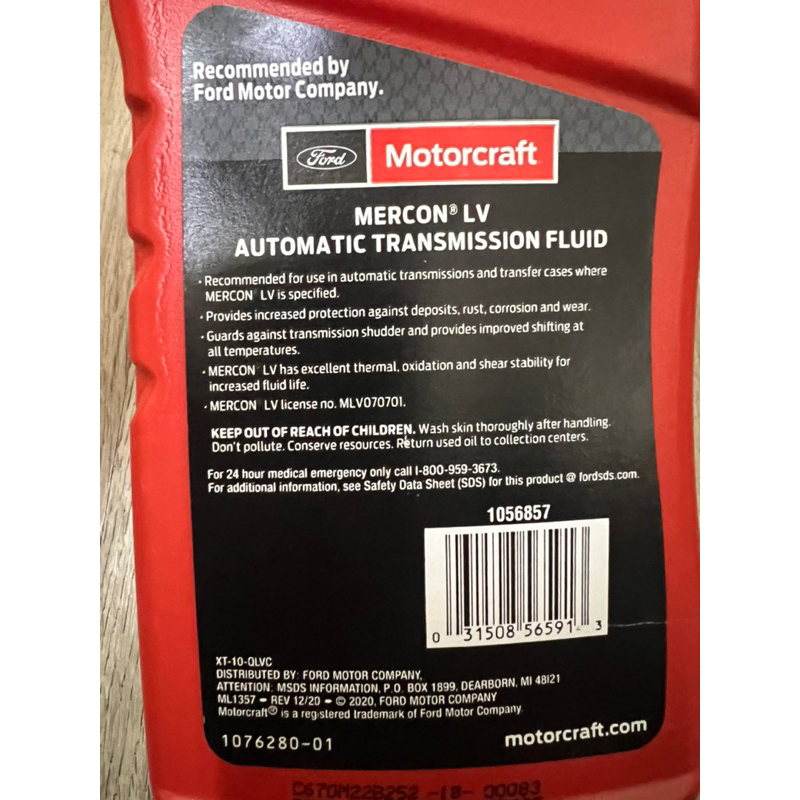 Recommended by
Ford Motor Company.
Ford Motorcraft
MERCON® LV
AUTOMATIC TRANSMISSION FLUID
• Recommended for use in automatic transmissions and transfer cases where
MERCON LV is specified.
• Provides increased protection against deposits, rust, corrosion and wear.
• Guards against transmission shudder and provides improved shifting at
all temperatures.
• MERCON LV has excellent thermal, oxidation and shear stability for
increased fluid life.
• MERCON LV license no. MLV070701.
KEEP OUT OF REACH OF CHILDREN. Wash skin thoroughly after handling.
Don't pollute. Conserve resources. Return used oil to collection centers.
For 24 hour medical emergency only call 1-800-959-3673.
For additional information, see Safety Data Sheet (SDS) for this product @ fordsds.com.
1056857
0 31508 56591 3
XT-10-QLVC
DISTRIBUTED BY: FORD MOTOR COMPANY,
ATTENTION: MSDS INFORMATION, P.O. BOX 1899, DEARBORN, MI 48121
ML1357 • REV 12/20 • © 2020, FORD MOTOR COMPANY
Motorcraft® is a registered trademark of Ford Motor Company
1076280-01
motorcraft.com
C670M22B252 -18- 00083